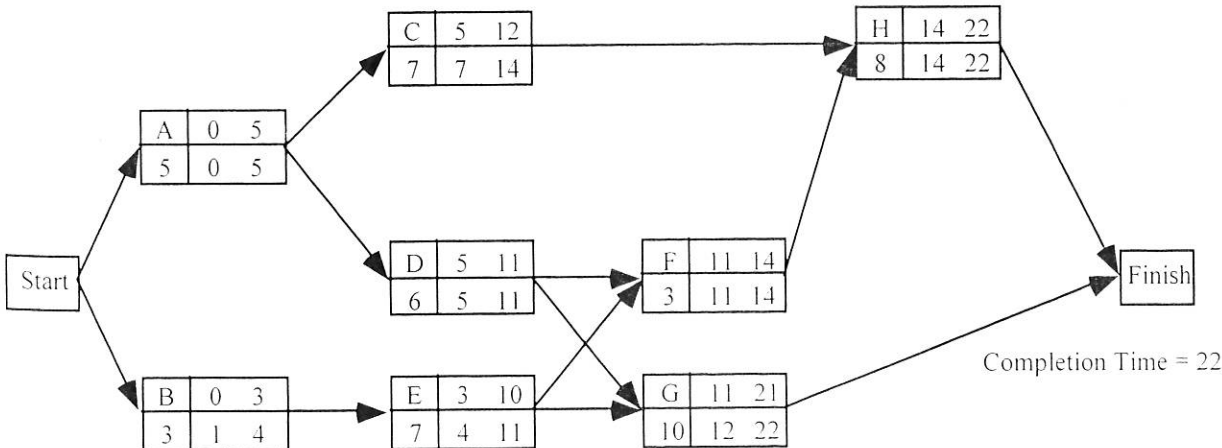 C 5 12
7 7 14
H 14 22
8 14 22
A 0 5
5 0 5
Start
D 5 11
6 5 11
F 11 14
3 11 14
Finish
Completion Time = 22
B 0 3
3 1 4
E 3 10
7 4 11
G 11 21
10 12 22